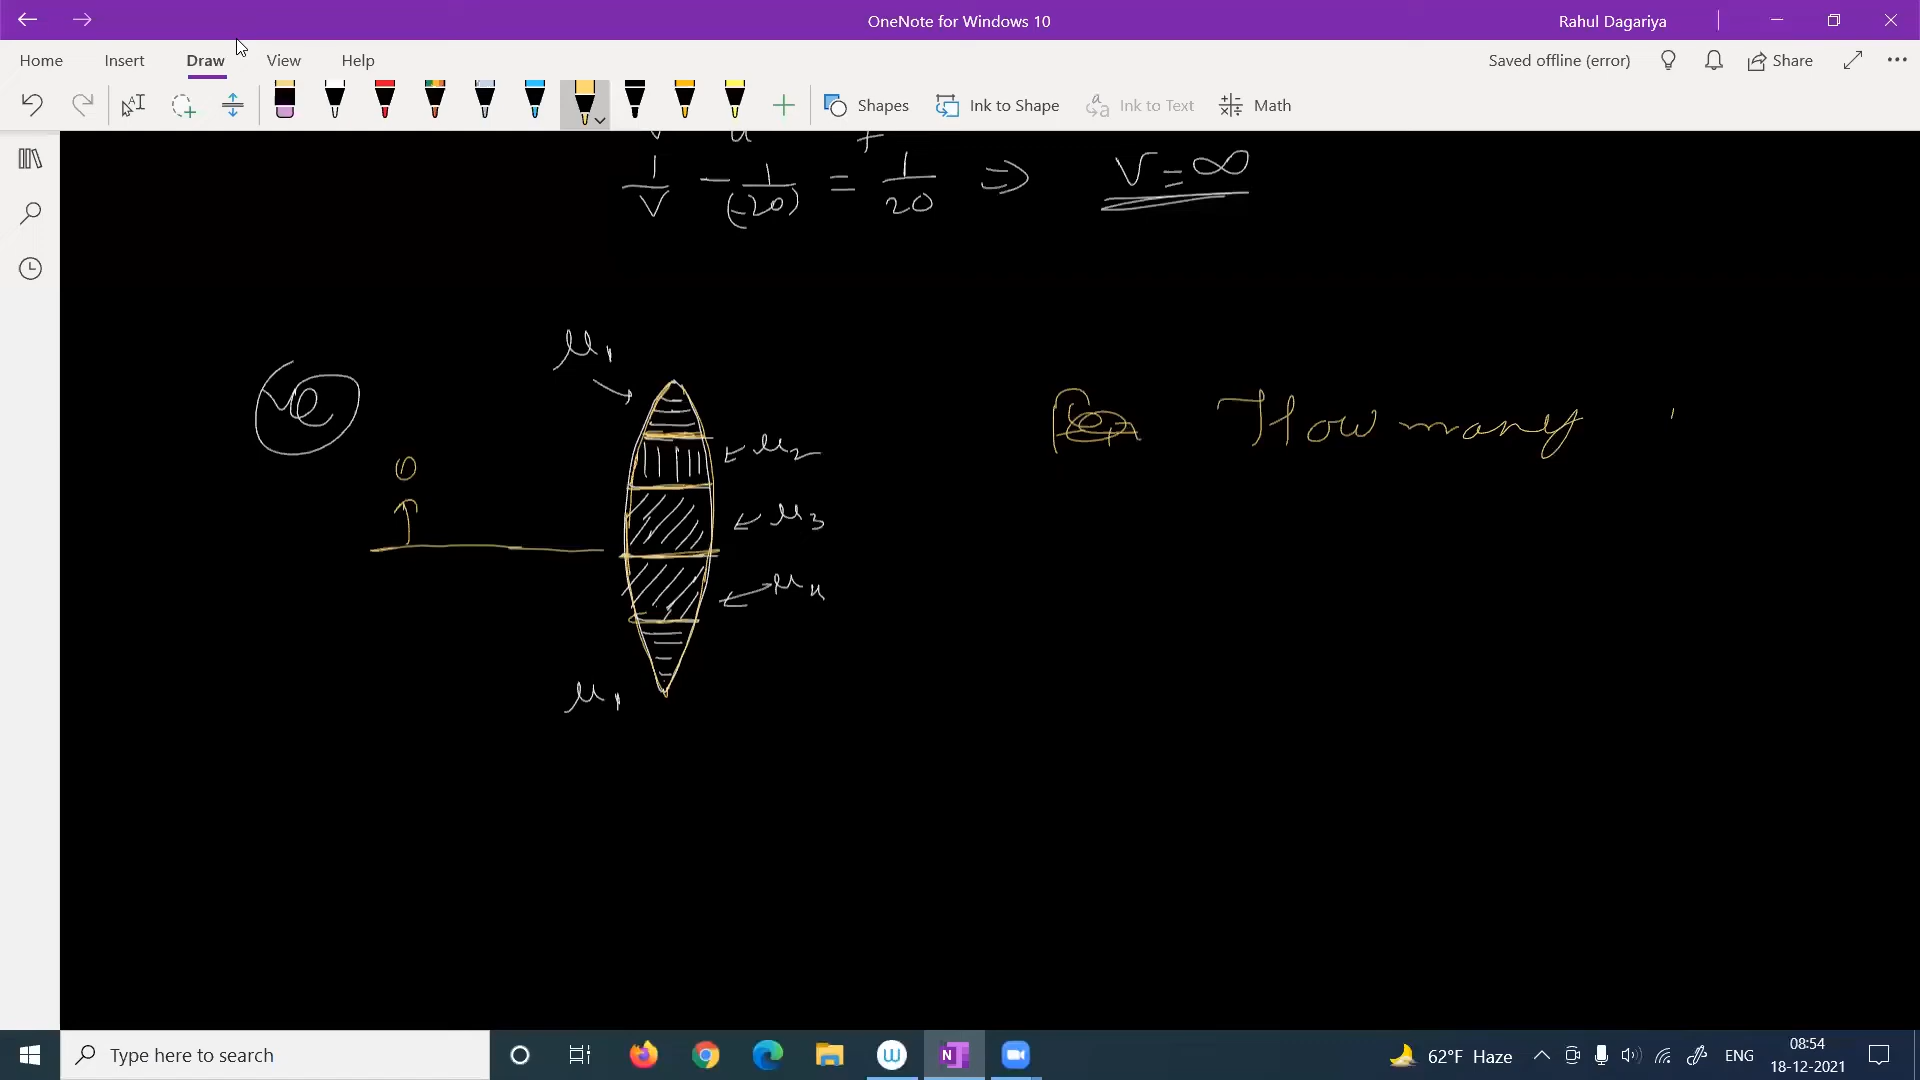 OneNote for Windows 10
Rahul Dagariya
Home Insert Draw View Help
Saved offline (error)
Share
Shapes
Ink to Shape
Ink to Text
Math
1/v - 1/(-20) = 1/20 ⇒ v = ∞
μ1
μ2
How many
O
μ3
μ1
Type here to search
62°F Haze
ENG
08:54
18-12-2021